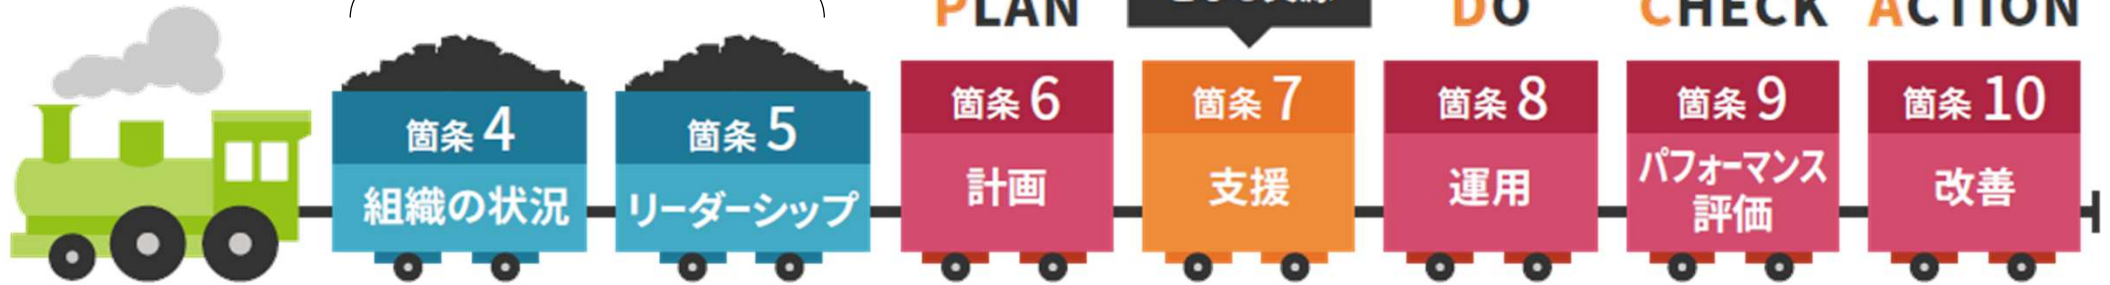 PLAN
DO
CHECK
ACTION
箇条 4
組織の状況
箇条 5
リーダーシップ
箇条 6
計画
箇条 7
支援
箇条 8
運用
箇条 9
パフォーマンス
評価
箇条 10
改善